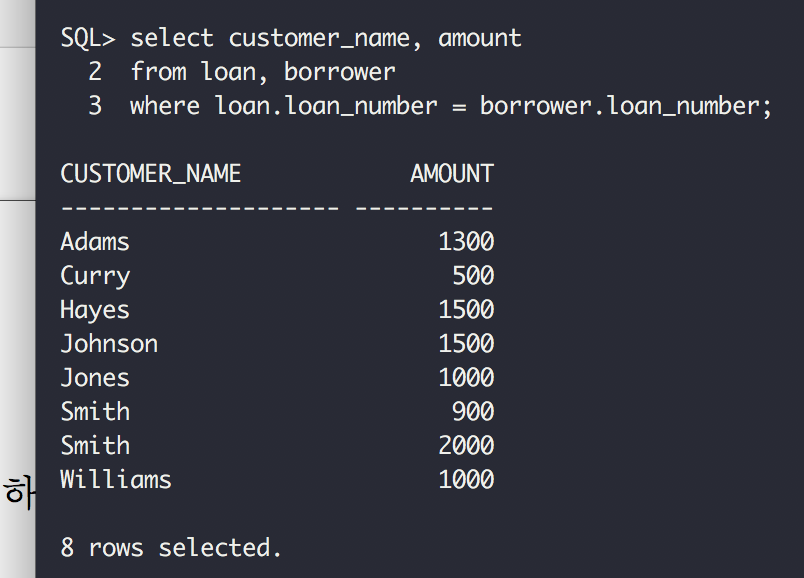 SQL> select customer_name, amount
2 from loan, borrower
3 where loan.loan_number = borrower.loan_number;
CUSTOMER_NAME AMOUNT
-------------------- ----------
Adams 1300
Curry 500
Hayes 1500
Johnson 1500
Jones 1000
Smith 900
Smith 2000
Williams 1000
하
8 rows selected.